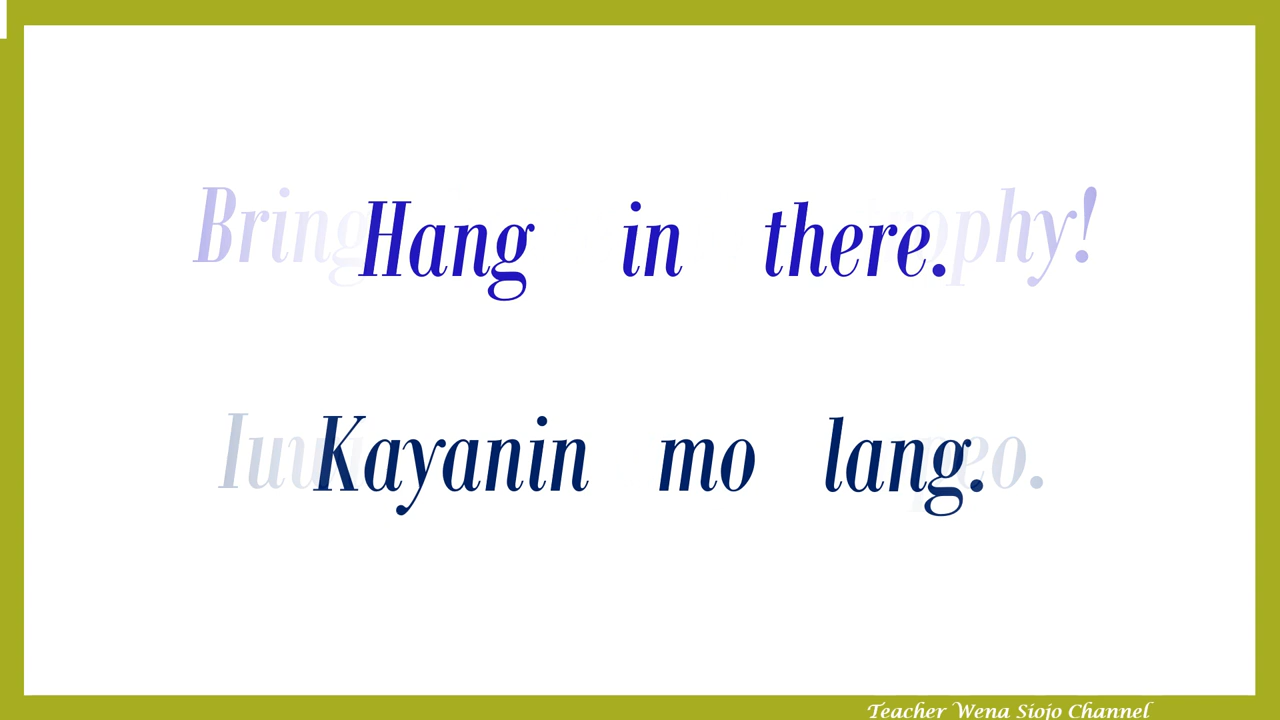 Hang in there.
Kayanin mo lang.
Teacher Wena Siojo Channel